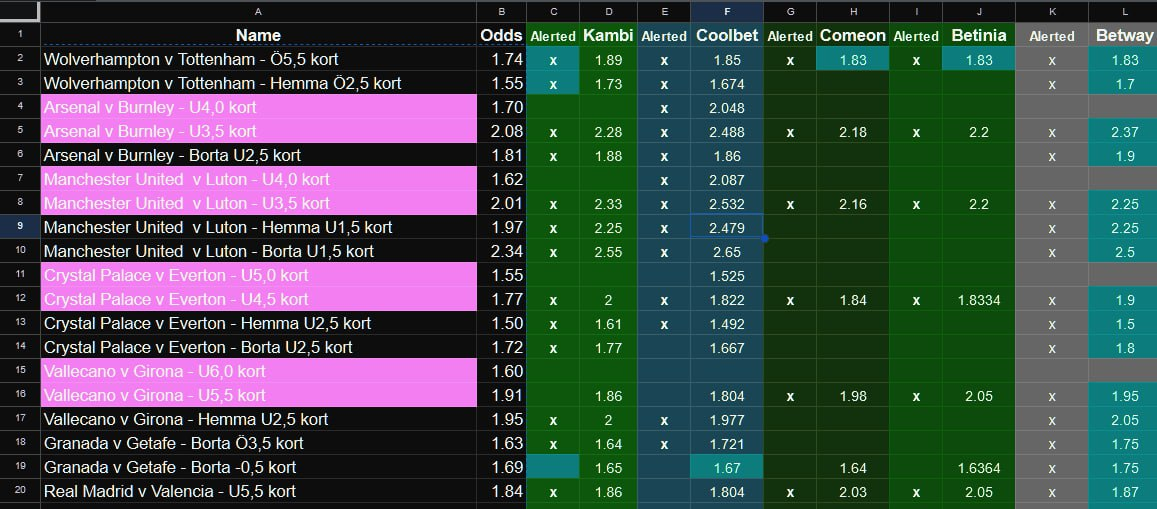 A B C D E F G H I J K L
1 Name Odds Alerted Kambi Alerted Coolbet Alerted Comeon Alerted Betinia Alerted Betway
2 Wolverhampton v Tottenham - Ö5,5 kort 1.74 x 1.89 x 1.85 x 1.83 x 1.83 x 1.83
3 Wolverhampton v Tottenham - Hemma Ö2,5 kort 1.55 x 1.73 x 1.674 x 1.7
4 Arsenal v Burnley - U4,0 kort 1.70 x 2.048
5 Arsenal v Burnley - U3,5 kort 2.08 x 2.28 x 2.488 x 2.18 x 2.2 x 2.37
6 Arsenal v Burnley - Borta U2,5 kort 1.81 x 1.88 x 1.86 x 1.9
7 Manchester United v Luton - U4,0 kort 1.62 x 2.087
8 Manchester United v Luton - U3,5 kort 2.01 x 2.33 x 2.532 x 2.16 x 2.2 x 2.25
9 Manchester United v Luton - Hemma U1,5 kort 1.97 x 2.25 x 2.479 x 2.25
10 Manchester United v Luton - Borta U1,5 kort 2.34 x 2.55 x 2.65 x 2.5
11 Crystal Palace v Everton - U5,0 kort 1.55 1.525
12 Crystal Palace v Everton - U4,5 kort 1.77 x 2 x 1.822 x 1.84 x 1.8334 x 1.9
13 Crystal Palace v Everton - Hemma U2,5 kort 1.50 x 1.61 x 1.492 x 1.5
14 Crystal Palace v Everton - Borta U2,5 kort 1.72 x 1.77 1.667 x 1.8
15 Vallecano v Girona - U6,0 kort 1.60
16 Vallecano v Girona - U5,5 kort 1.91 1.86 1.804 x 1.98 x 2.05 x 1.95
17 Vallecano v Girona - Hemma U2,5 kort 1.95 x 2 x 1.977 x 2.05
18 Granada v Getafe - Borta Ö3,5 kort 1.63 x 1.64 x 1.721 x 1.75
19 Granada v Getafe - Borta -0,5 kort 1.69 1.65 1.67 1.64 1.6364 x 1.75
20 Real Madrid v Valencia - U5,5 kort 1.84 x 1.86 1.804 x 2.03 x 2.05 x 1.87